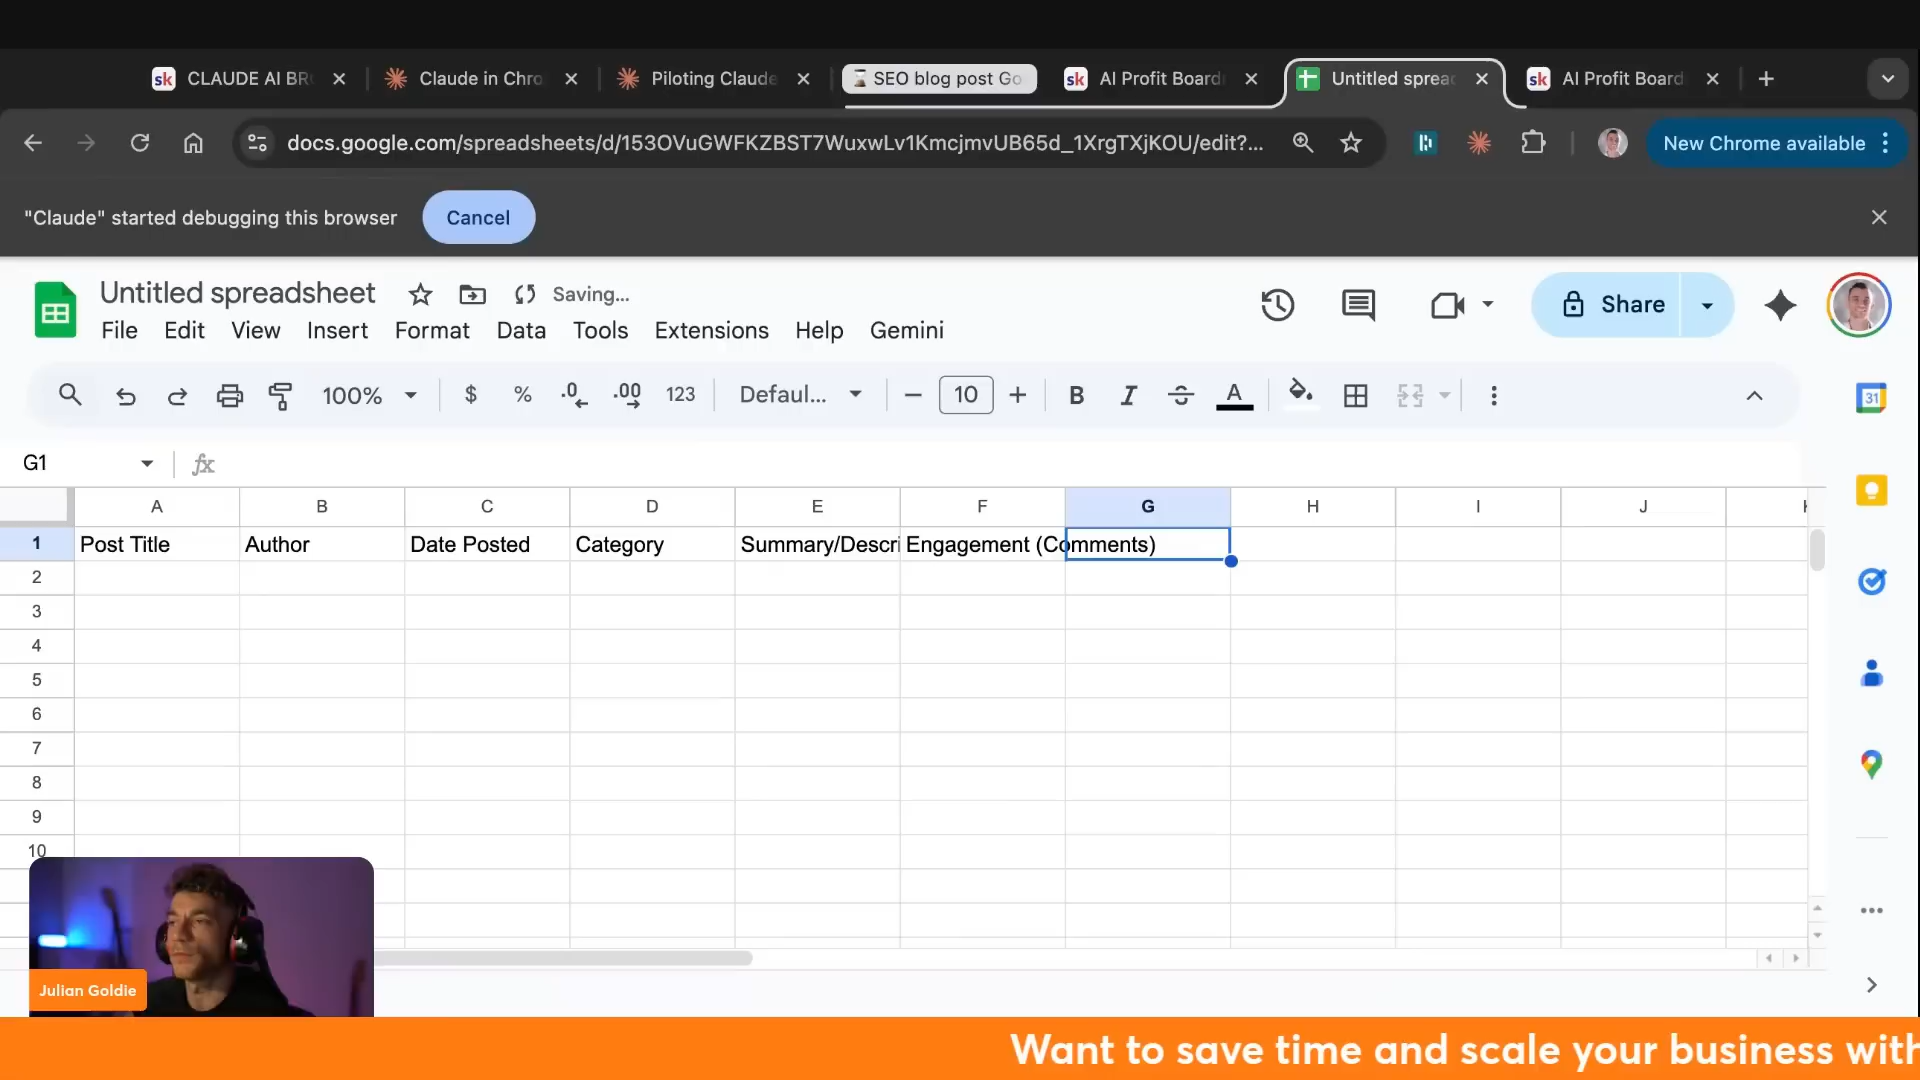 CLAUDE AI BR
Claude in Chro
Piloting Claude
SEO blog post Go
AI Profit Board
Untitled sprea
AI Profit Board
docs.google.com/spreadsheets/d/153OVuGWFKZBST7WuxwLv1KmcjmvUB65d_1XrgTXjKOU/edit?...
New Chrome available
"Claude" started debugging this browser
Cancel
Untitled spreadsheet
Saving...
File Edit View Insert Format Data Tools Extensions Help Gemini
Share
100% $ % .0 .00 123 Defaul... 10 B I S A
31
G1 fx
A B C D E F G H I J
1 Post Title Author Date Posted Category Summary/Descri Engagement (Comments)
2
3
4
5
6
7
8
9
10
Julian Goldie
Want to save time and scale your business with